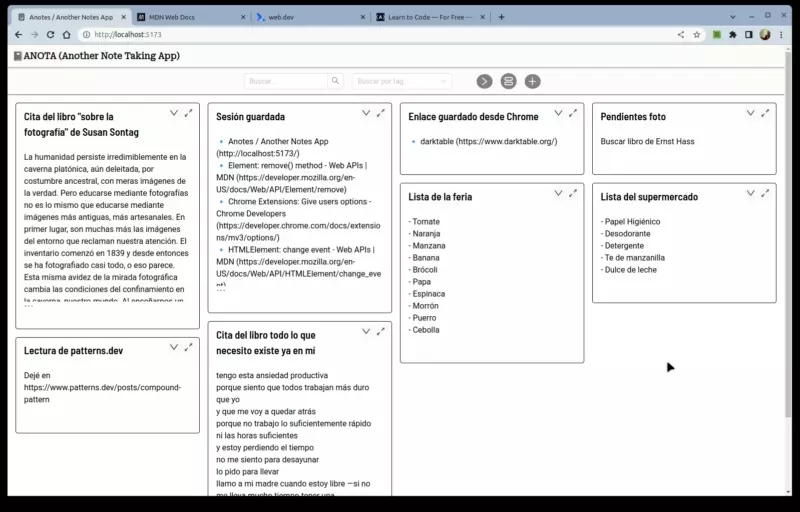 Anotes / Another Notes App
MDN Web Docs
web.dev
Learn to Code — For Free —
http://localhost:5173
ANOTA (Another Note Taking App)
Buscar...
Buscar por tag
Cita del libro "sobre la
fotografía" de Susan Sontag
La humanidad persiste irredimiblemente en la
caverna platónica, aún deleitada, por
costumbre ancestral, con meras imágenes de
la verdad. Pero educarse mediante fotografías
no es lo mismo que educarse mediante
imágenes más antiguas, más artesanales. En
primer lugar, son muchas más las imágenes
del entorno que reclaman nuestra atención. El
inventario comenzó en 1839 y desde entonces
se ha fotografiado casi todo, o eso parece.
Esta misma avidez de la mirada fotográfica
cambia las condiciones del confinamiento en
la caverna, nuestro mundo. Al enseñarnos un
...
Lectura de patterns.dev
Dejé en
https://www.patterns.dev/posts/compound-
pattern
Sesión guardada
Anotes / Another Notes App
(http://localhost:5173/)
Element: remove() method - Web APIs |
MDN (https://developer.mozilla.org/en-
US/docs/Web/API/Element/remove)
Chrome Extensions: Give users options -
Chrome Developers
(https://developer.chrome.com/docs/extensio
ns/mv3/options/)
HTMLElement: change event - Web APIs |
MDN (https://developer.mozilla.org/en-
US/docs/Web/API/HTMLElement/change_eve
nt)
...
Cita del libro todo lo que
necesito existe ya en mí
tengo esta ansiedad productiva
porque siento que todos trabajan más duro
que yo
y que me voy a quedar atrás
porque no trabajo lo suficientemente rápido
ni las horas suficientes
y estoy perdiendo el tiempo
no me siento para desayunar
lo pido para llevar
llamo a mi madre cuando estoy libre —si no
me lleva mucho tiempo tener una
Enlace guardado desde Chrome
darktable (https://www.darktable.org/)
Lista de la feria
- Tomate
- Naranja
- Manzana
- Banana
- Brócoli
- Papa
- Espinaca
- Morrón
- Puerro
- Cebolla
Pendientes foto
Buscar libro de Ernst Hass
Lista del supermercado
- Papel Higiénico
- Desodorante
- Detergente
- Te de manzanilla
- Dulce de leche